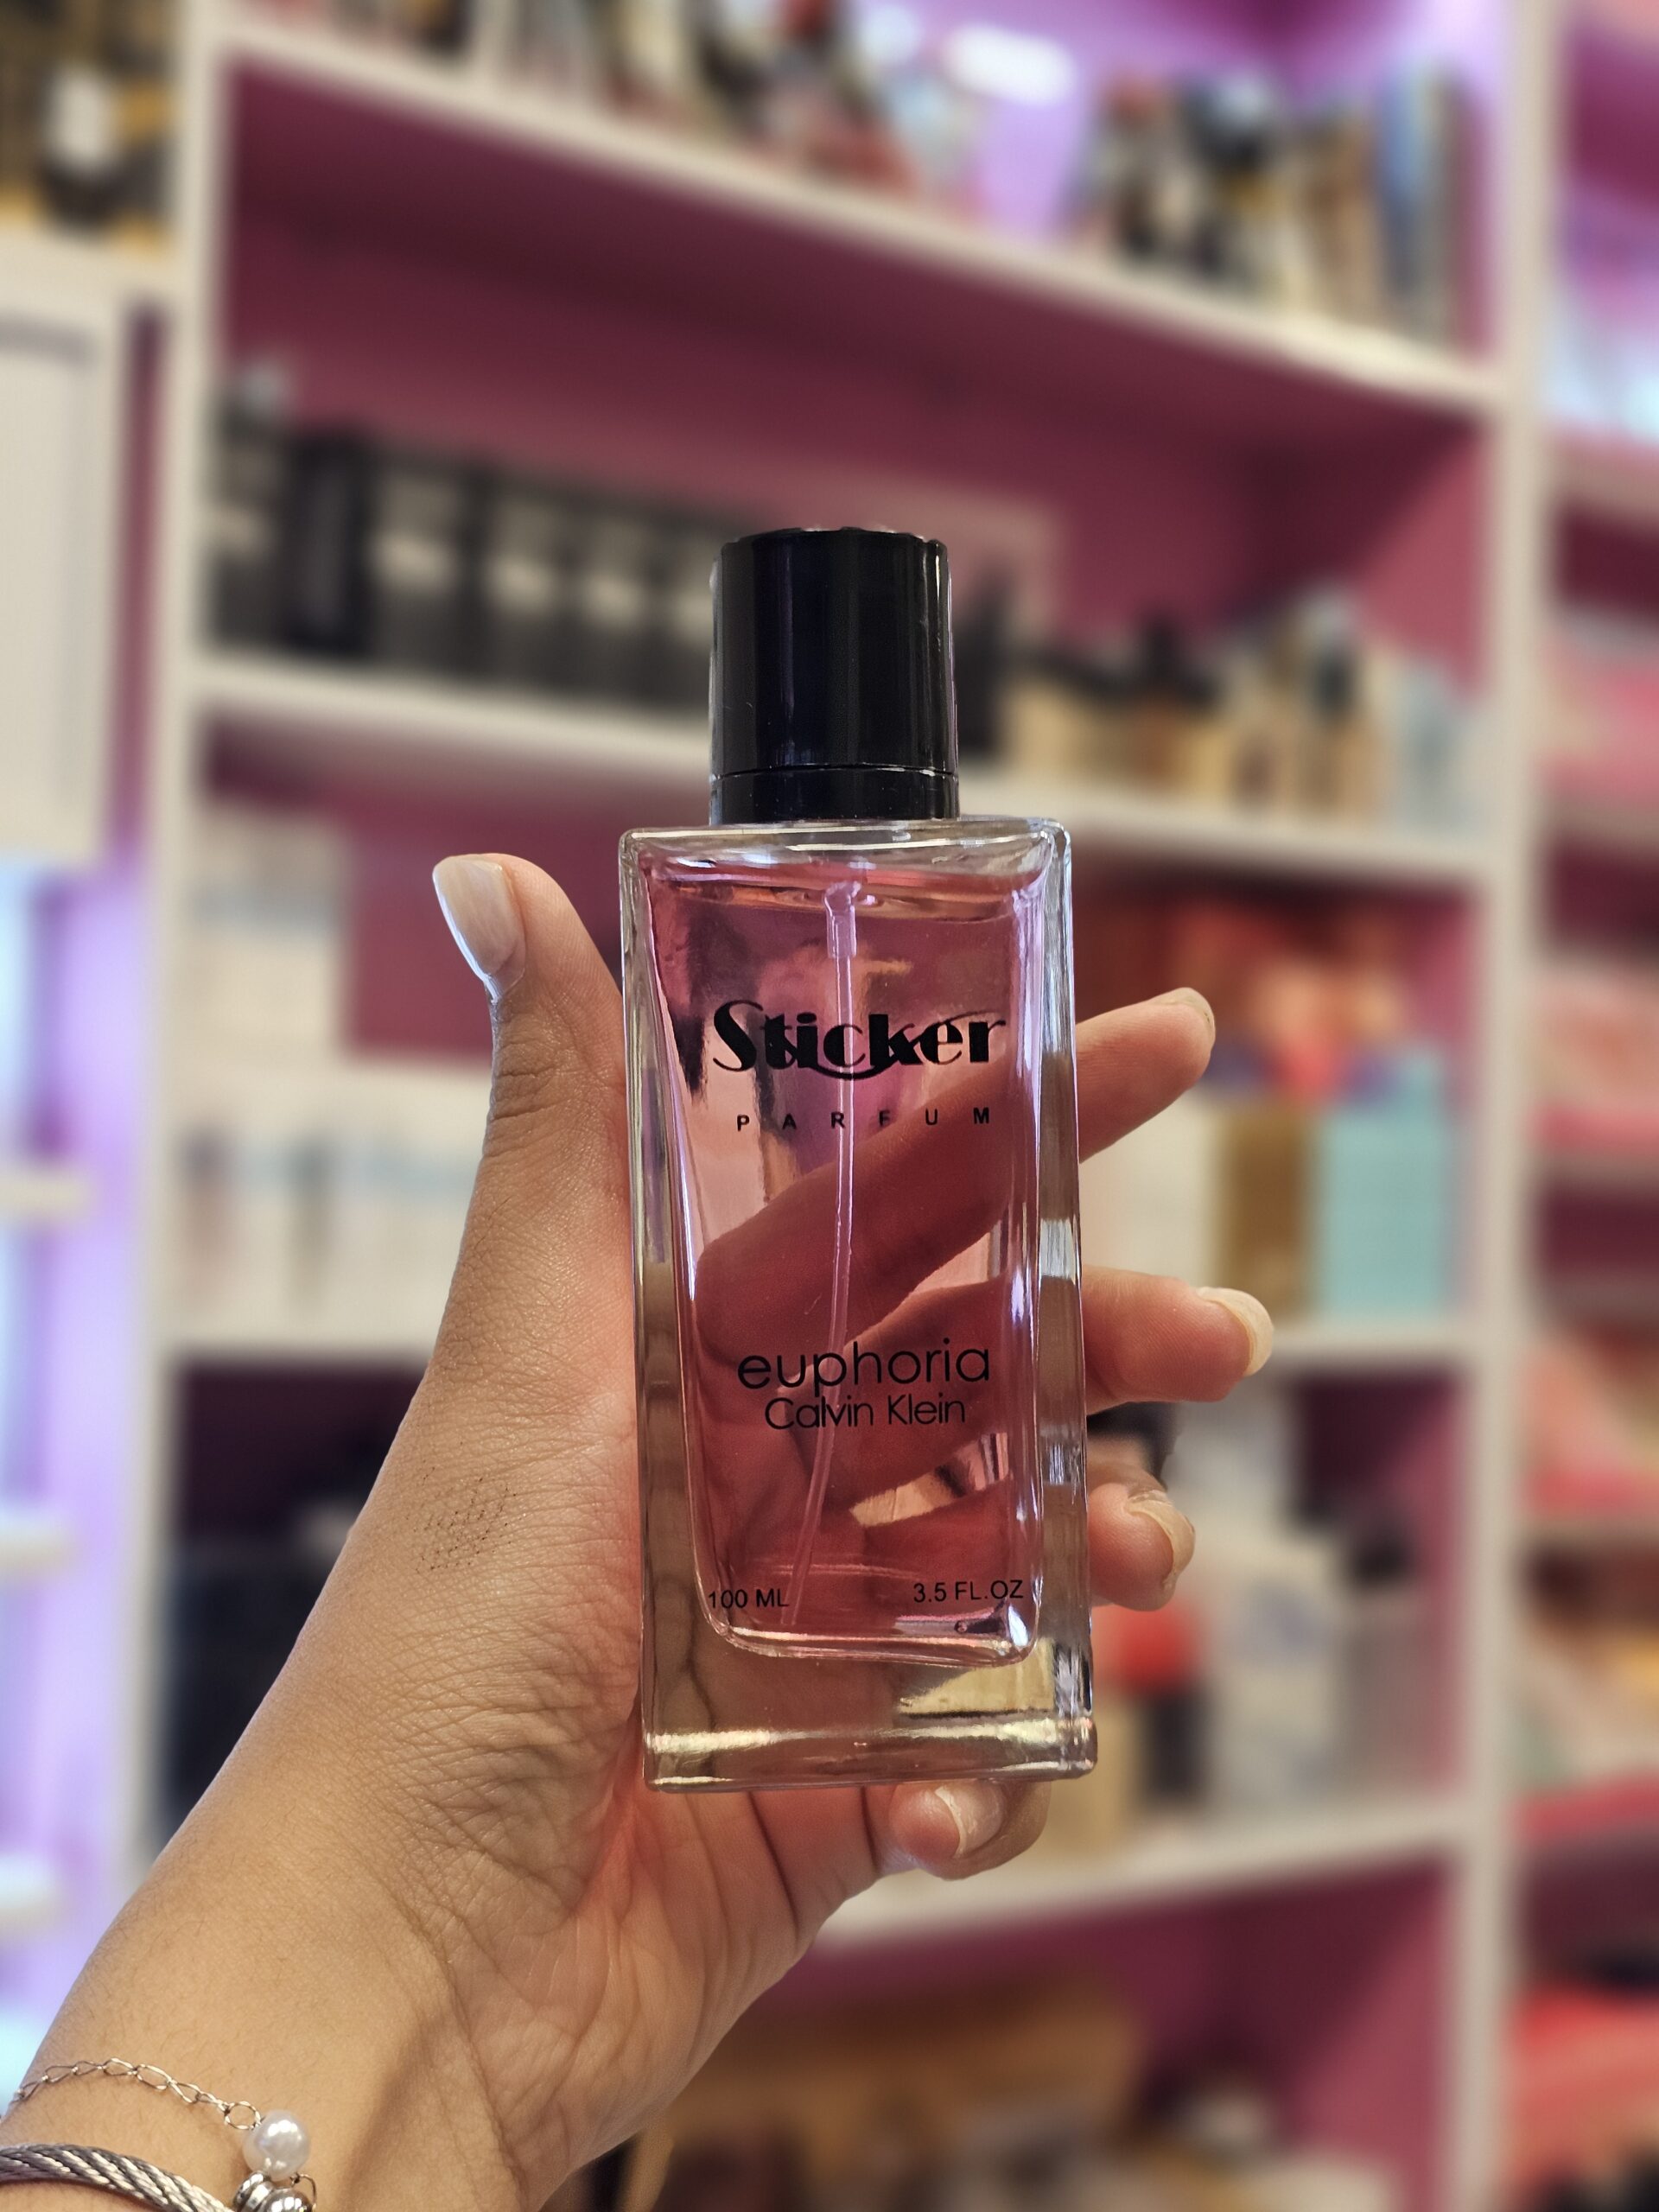 Sticker
PARFUM
euphoria
Calvin Klein
100 ML 3.5 FL.OZ